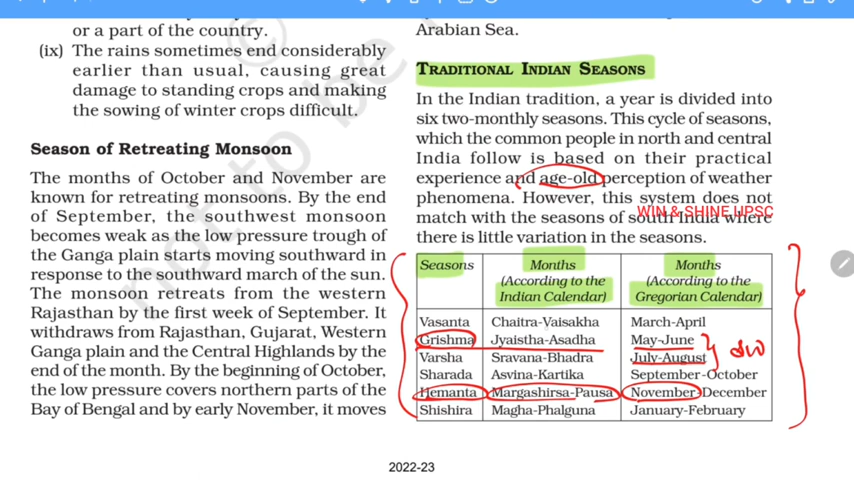 or a part of the country.
(ix) The rains sometimes end considerably
earlier than usual, causing great
damage to standing crops and making
the sowing of winter crops difficult.
Season of Retreating Monsoon
The months of October and November are
known for retreating monsoons. By the end
of September, the southwest monsoon
becomes weak as the low pressure trough of
the Ganga plain starts moving southward in
response to the southward march of the sun.
The monsoon retreats from the western
Rajasthan by the first week of September. It
withdraws from Rajasthan, Gujarat, Western
Ganga plain and the Central Highlands by the
end of the month. By the beginning of October,
the low pressure covers northern parts of the
Bay of Bengal and by early November, it moves
Arabian Sea.
TRADITIONAL INDIAN SEASONS
In the Indian tradition, a year is divided into
six two-monthly seasons. This cycle of seasons,
which the common people in north and central
India follow is based on their practical
experience and age-old perception of weather
phenomena. However, this system does not
match with the seasons of south India where
WIN & SHINE UPSC
there is little variation in the seasons.
Seasons Months Months
(According to the (According to the
Indian Calendar) Gregorian Calendar)
Vasanta Chaitra-Vaisakha March-April
Grishma Jyaistha-Asadha May-June
Varsha Sravana-Bhadra July-August
Sharada Asvina-Kartika September-October
Hemanta Margashirsa-Pausa November-December
Shishira Magha-Phalguna January-February
not to be
2022-23